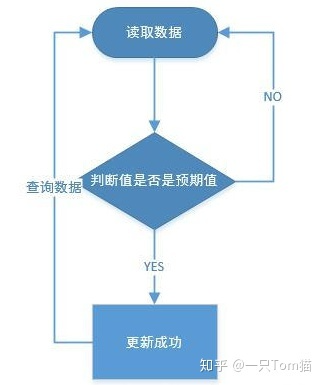 读取数据
NO
判断值是否是预期值
查询数据
YES
更新成功
知乎 @一只Tom猫